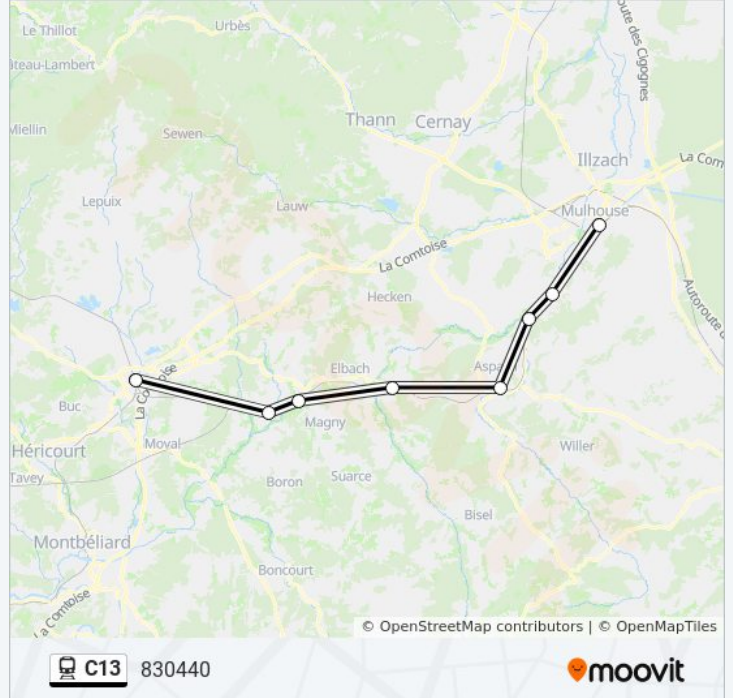 Le Thillot
Urbès
oute des Cigognes
âteau-Lambert
Thann
Cernay
Miellin
Sewen
Illzach
La Com
Lepuix
Lauw
Mulhouse
La Comtoise
Hecken
Autoroute d
Elbach
Aspa
La Comtoise
Buc
Magny
Moval
Willer
Héricourt
Tavey
Boron
Suarce
Bisel
Montbéliard
Boncourt
La Comtoise
© OpenStreetMap contributors | © OpenMapTiles
C13 830440 moovit